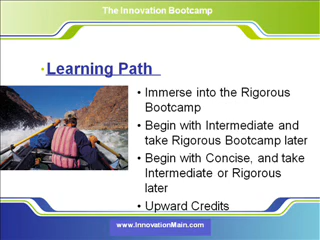 The Innovation Bootcamp
• Learning Path
• Immerse into the Rigorous
Bootcamp
• Begin with Intermediate and
take Rigorous Bootcamp later
• Begin with Concise, and take
Intermediate or Rigorous
later
• Upward Credits
www.InnovationMain.com